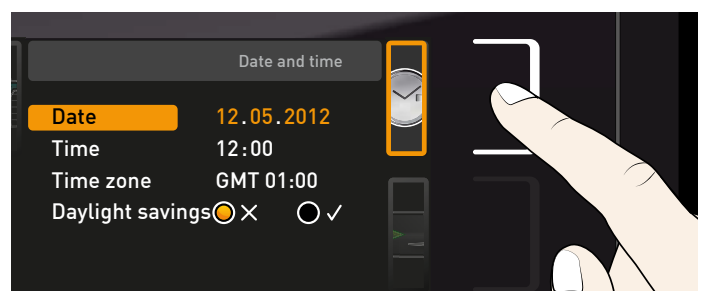 Date and time
Date 12.05.2012
Time 12:00
Time zone GMT 01:00
Daylight savings